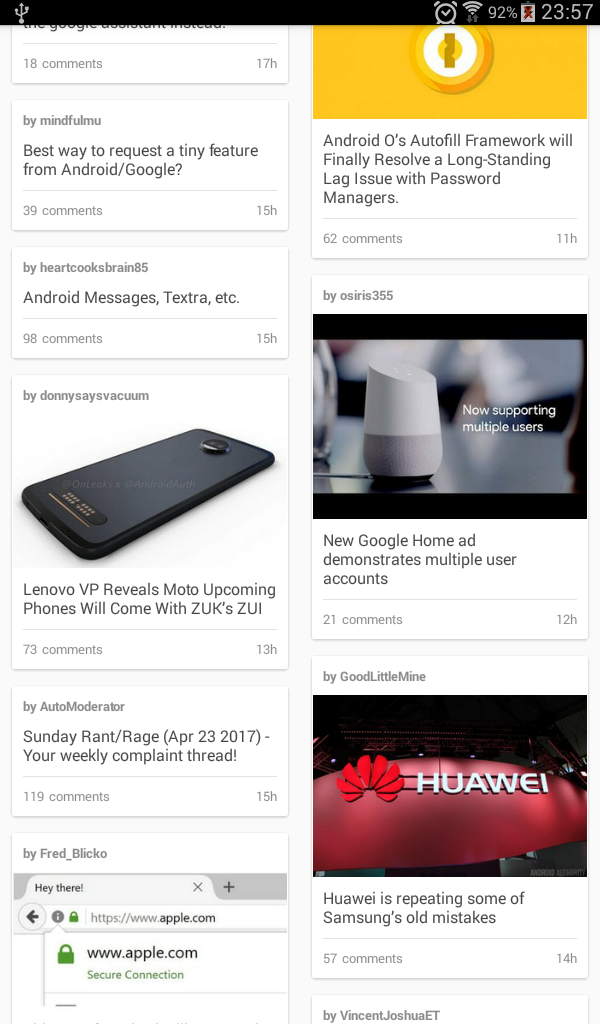 92% 23:57
the google assistant instead.
18 comments 17h
by mindfulmu
Best way to request a tiny feature
from Android/Google?
39 comments 15h
by heartcooksbrain85
Android Messages, Textra, etc.
98 comments 15h
by donnysaysvacuum
@OnLeaks x @AndroidAuth
Lenovo VP Reveals Moto Upcoming
Phones Will Come With ZUK's ZUI
73 comments 13h
by AutoModerator
Sunday Rant/Rage (Apr 23 2017) -
Your weekly complaint thread!
119 comments 15h
by Fred_Blicko
Hey there!
https://www.apple.com
www.apple.com
Secure Connection
Android O’s Autofill Framework will
Finally Resolve a Long-Standing
Lag Issue with Password
Managers.
62 comments 11h
by osiris355
Now supporting
multiple users
New Google Home ad
demonstrates multiple user
accounts
21 comments 12h
by GoodLittleMine
HUAWEI
ANDROID AUTHORITY
Huawei is repeating some of
Samsung’s old mistakes
57 comments 14h
by VincentJoshuaET